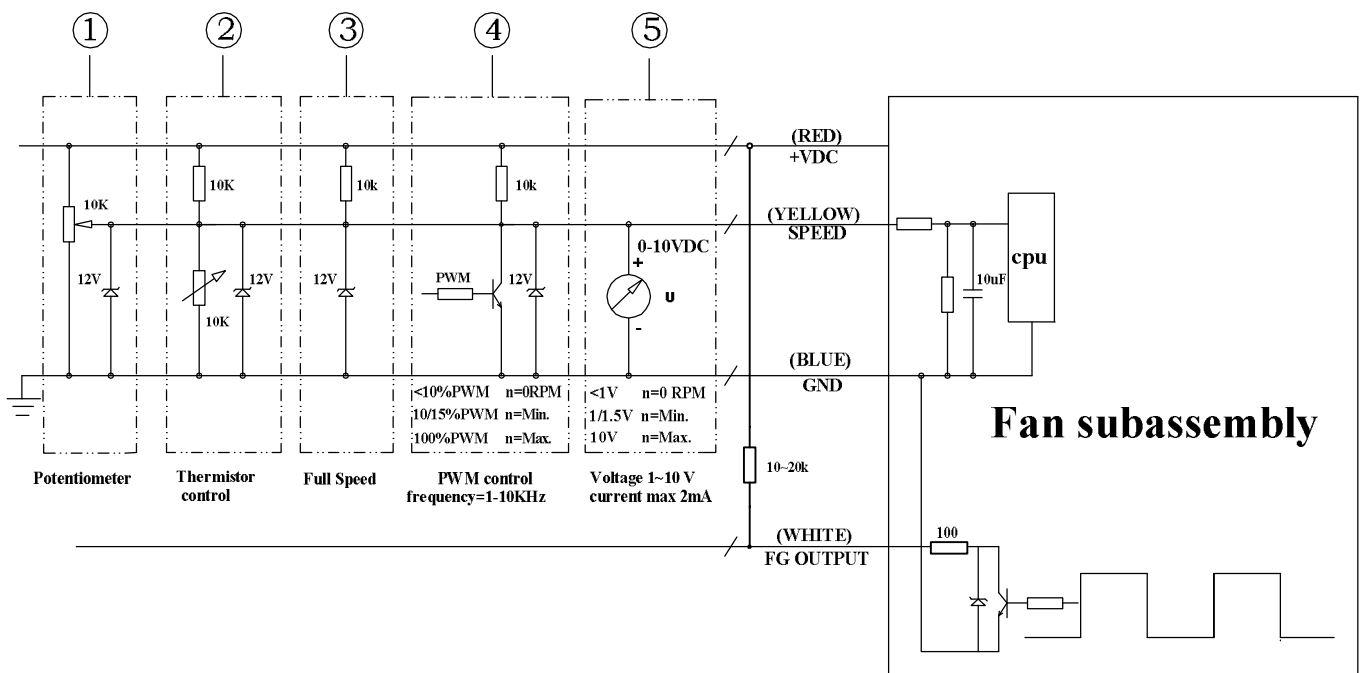 ① ② ③ ④ ⑤
(RED)
+VDC
10K
10k
10k
10K
(YELLOW)
SPEED
0-10VDC
+
cpu
12V
12V
12V
PWM
12V
U
10uF
10K
-
(BLUE)
GND
<10%PWM n=0RPM
10/15%PWM n=Min.
100%PWM n=Max.
<1V n=0 RPM
1/1.5V n=Min.
10V n=Max.
Fan subassembly
Potentiometer
Thermistor
control
Full Speed
PWM control
frequency=1-10KHz
Voltage 1~10 V
current max 2mA
10~20k
(WHITE)
FG OUTPUT
100